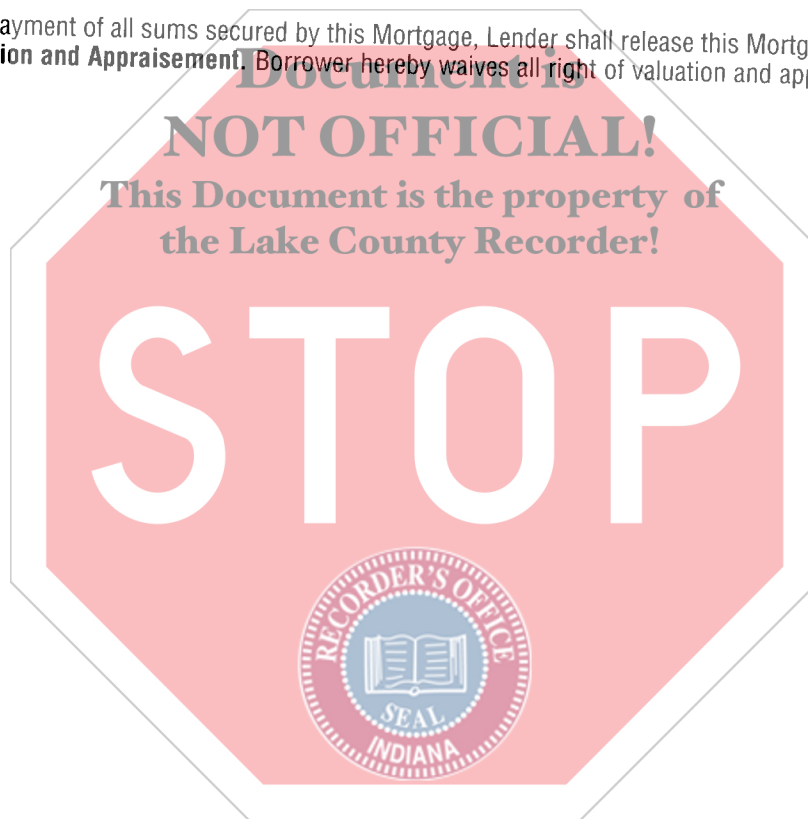 ayment of all sums secured by this Mortgage, Lender shall release this Mortg
ion and Appraisement. Borrower hereby waives all right of valuation and app
Document is
NOT OFFICIAL!
This Document is the property of
the Lake County Recorder!
STOP
RECORDER'S OFFICE
SEAL
INDIANA